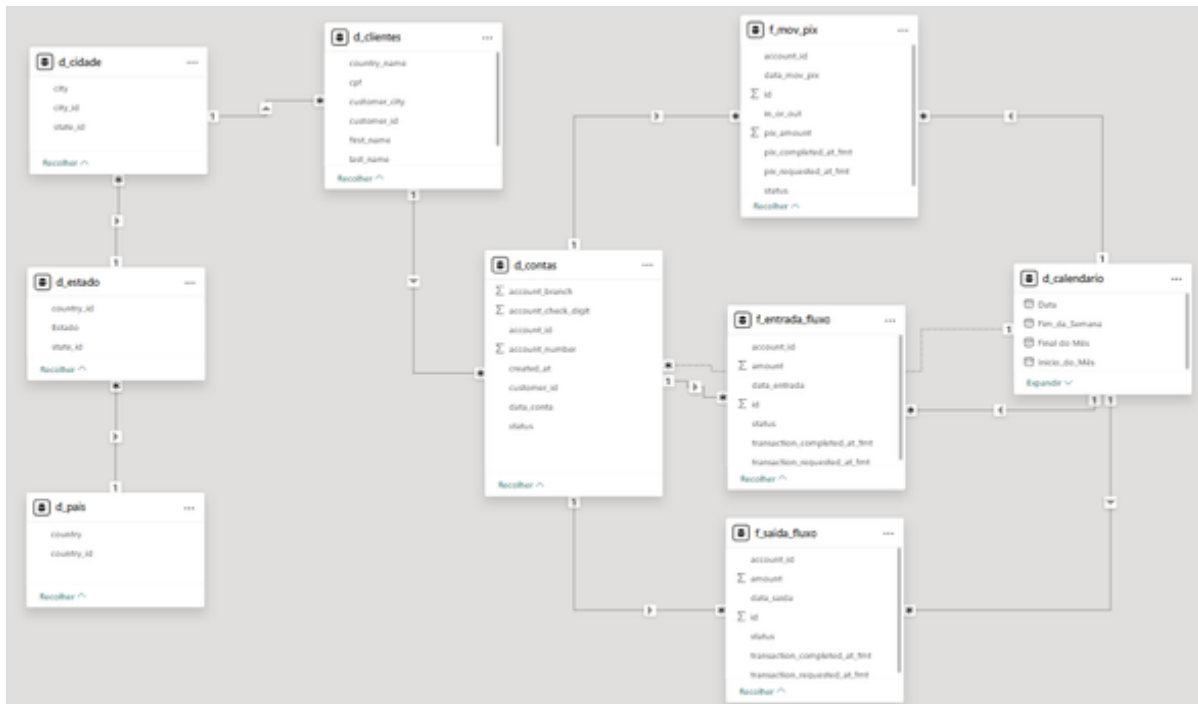 d_cidade
city
city_id
state_id
Recolher
d_clientes
country_name
cpf
customer_city
customer_id
first_name
last_name
Recolher
f_mov_pix
account_id
data_mov_pix
id
in_or_out
pix_amount
pix_completed_at_fmt
pix_requested_at_fmt
status
Recolher
d_estado
country_id
Estado
state_id
Recolher
d_contas
account_branch
account_check_digit
account_id
account_number
created_at
customer_id
data_conta
status
Recolher
f_entrada_fluxo
account_id
amount
data_entrada
id
status
transaction_completed_at_fmt
transaction_requested_at_fmt
Recolher
d_calendario
Data
Fim_da_Semana
Final do Mês
Inicio_do_Mês
Expandir
d_pais
country
country_id
Recolher
f_saida_fluxo
account_id
amount
data_saida
id
status
transaction_completed_at_fmt
transaction_requested_at_fmt
Recolher